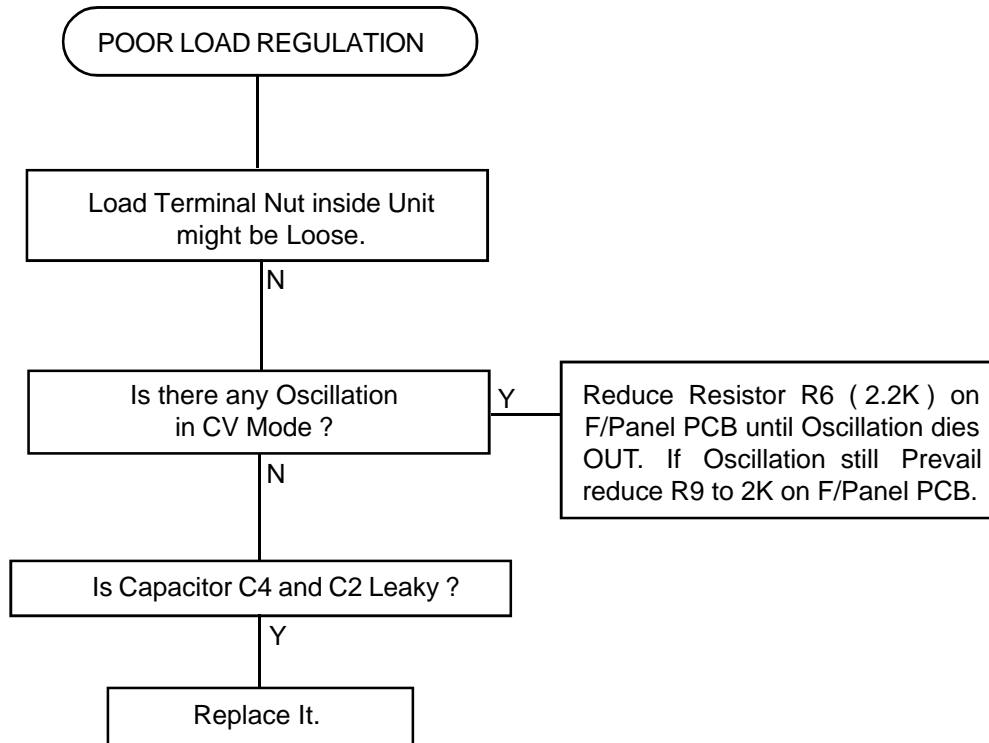 POOR LOAD REGULATION
Load Terminal Nut inside Unit
might be Loose.
N
Is there any Oscillation
in CV Mode ?
Y
Reduce Resistor R6 ( 2.2K ) on
F/Panel PCB until Oscillation dies
OUT. If Oscillation still Prevail
reduce R9 to 2K on F/Panel PCB.
N
Is Capacitor C4 and C2 Leaky ?
Y
Replace It.